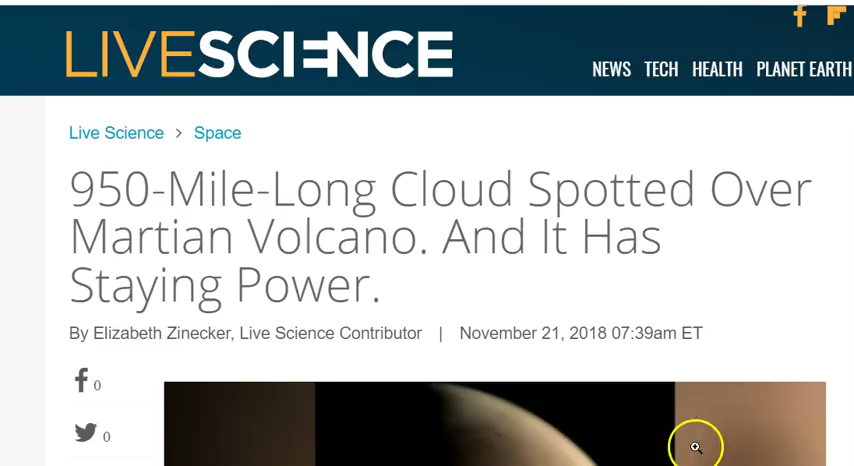 LIVESCIENCE
NEWS TECH HEALTH PLANET EARTH
Live Science > Space
950-Mile-Long Cloud Spotted Over
Martian Volcano. And It Has
Staying Power.
By Elizabeth Zinecker, Live Science Contributor | November 21, 2018 07:39am ET
0
0